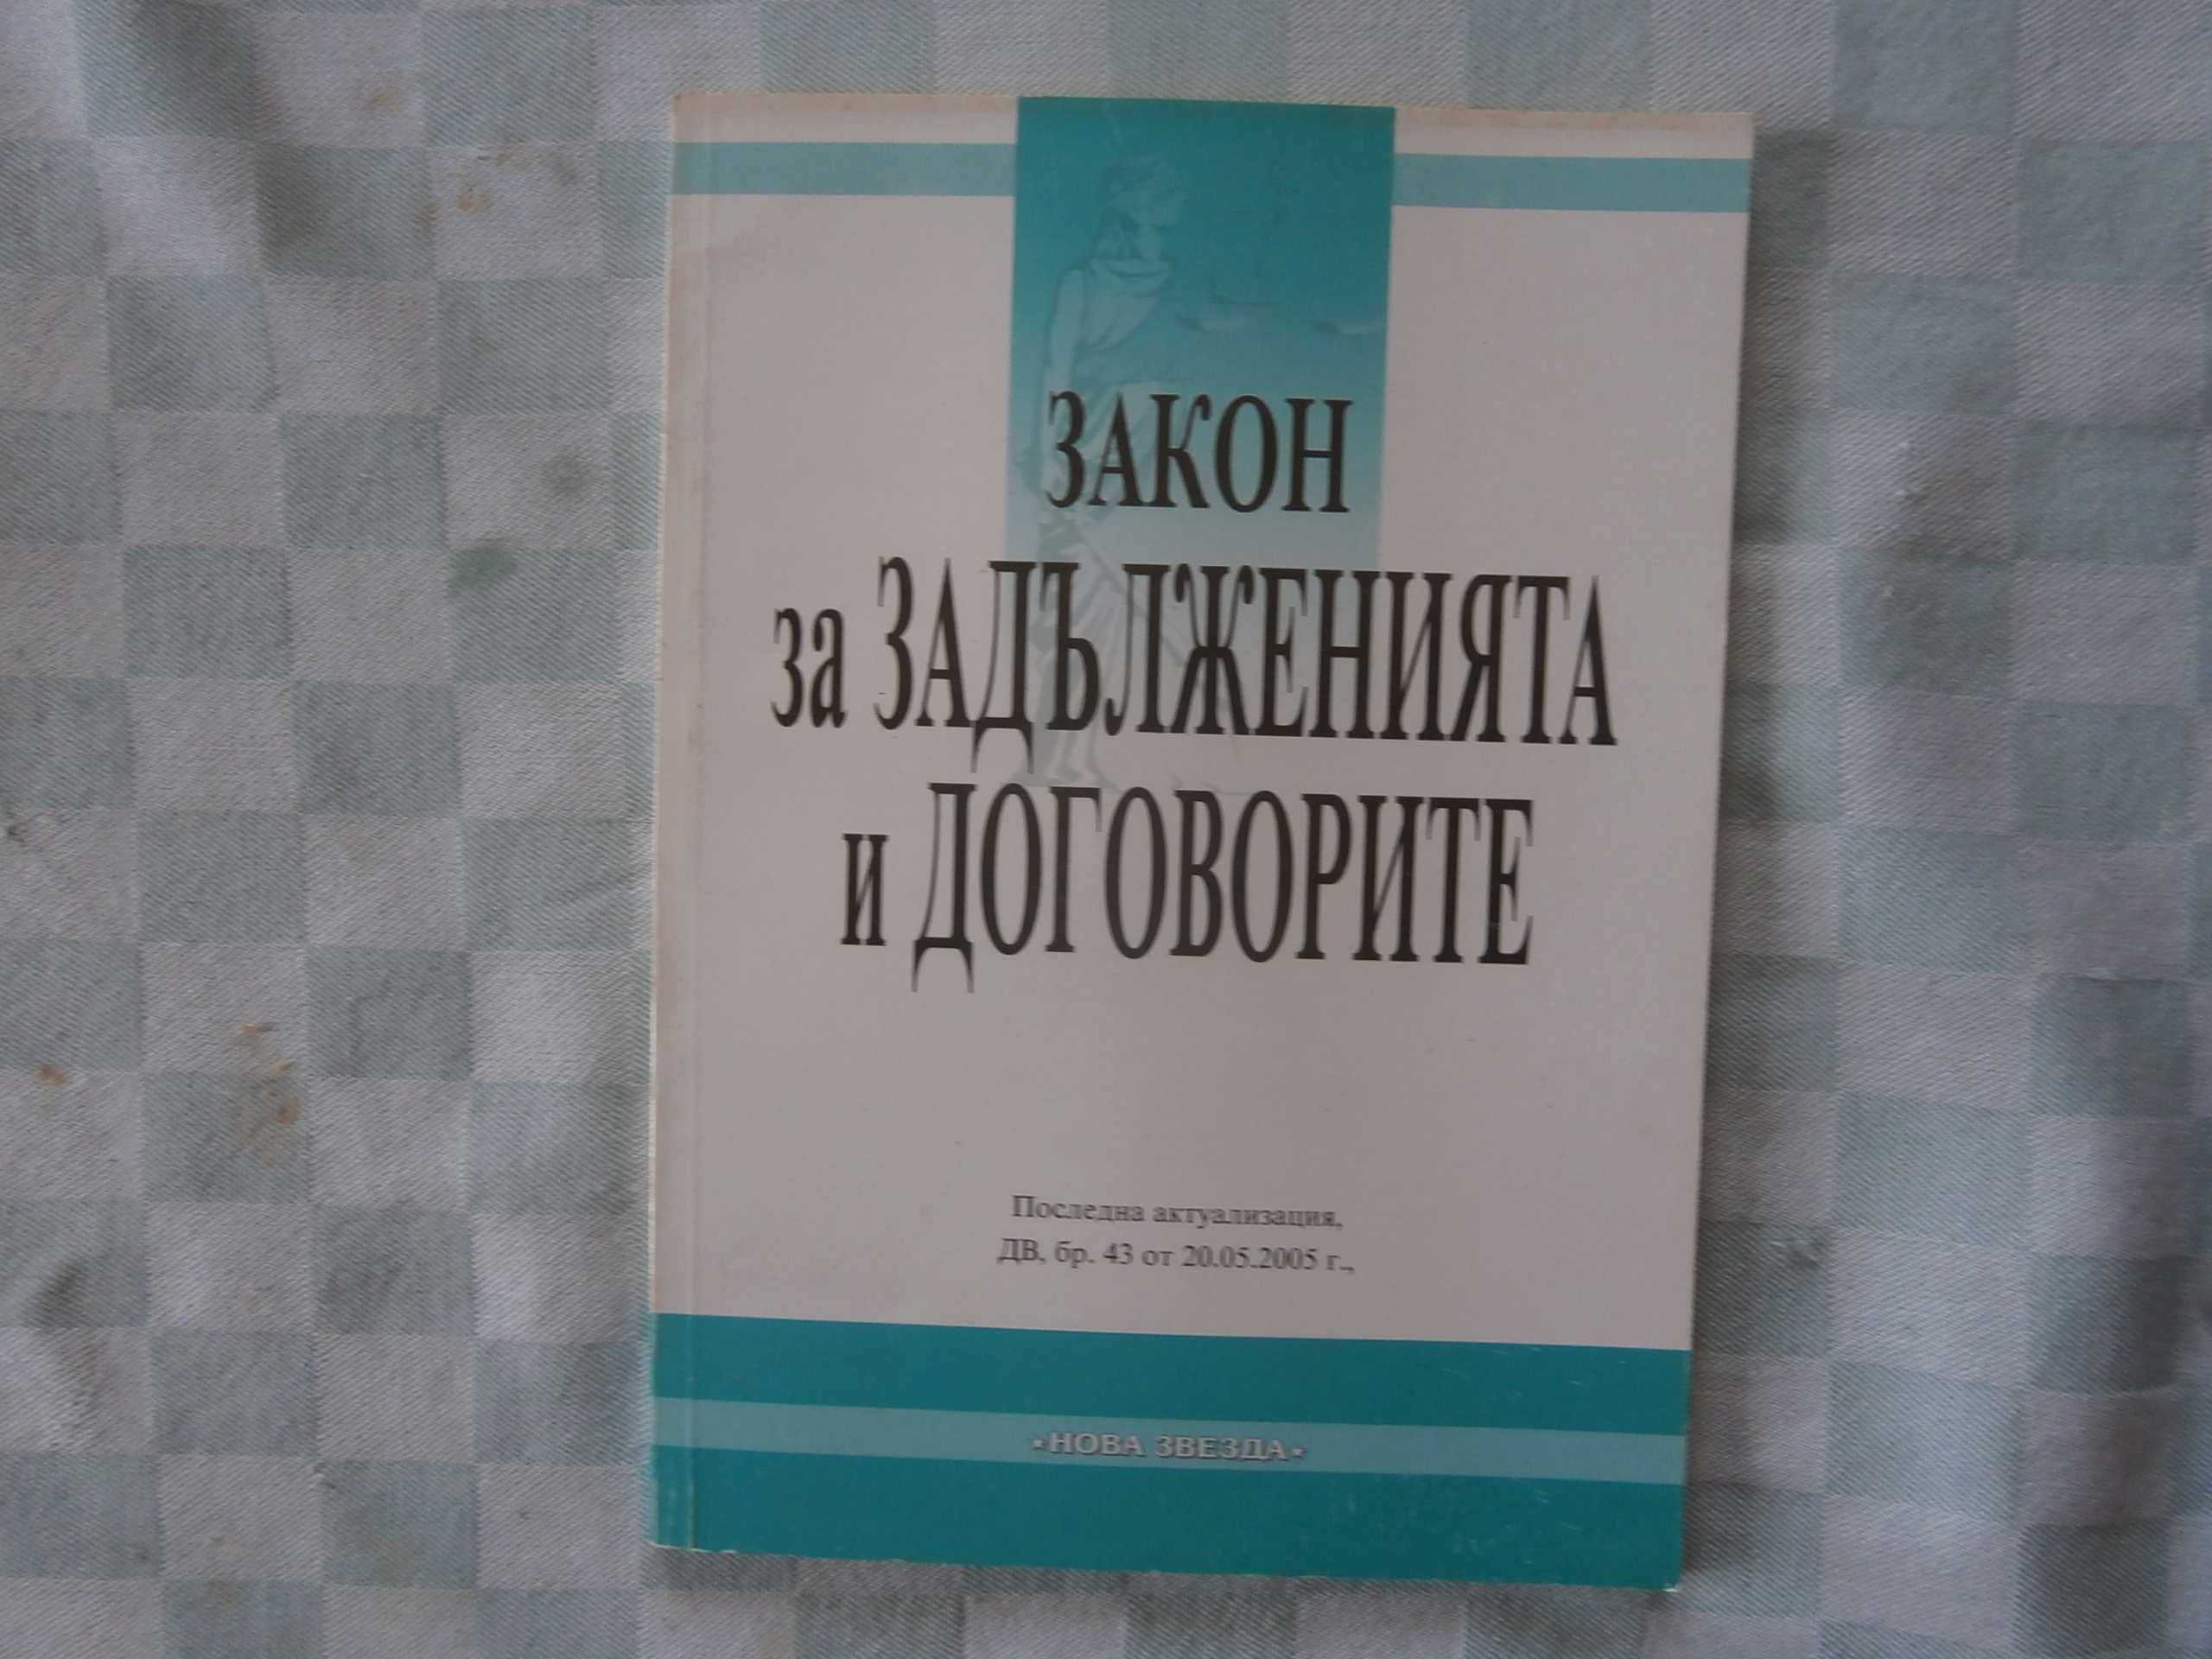 ЗАКОН
за ЗАДЪЛЖЕНИЯТА
и ДОГОВОРИТЕ
Последна актуализация,
ДВ, бр. 43 от 20.05.2005 г.,
*НОВА ЗВЕЗДА*